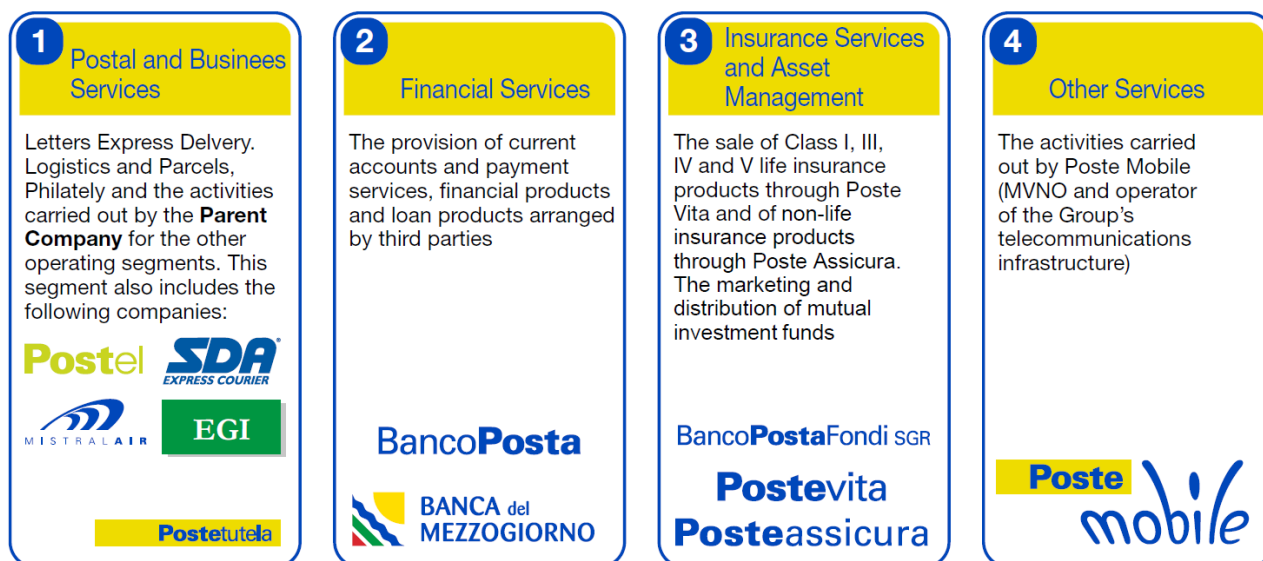 1
Postal and Businees
Services
Letters Express Delvery.
Logistics and Parcels,
Philately and the activities
carried out by the Parent
Company for the other
operating segments. This
segment also includes the
following companies:
Postel
SDA
EXPRESS COURIER
MISTRALAIR
EGI
Postetutela
2
Financial Services
The provision of current
accounts and payment
services, financial products
and loan products arranged
by third parties
BancoPosta
BANCA del
MEZZOGIORNO
3
Insurance Services
and Asset
Management
The sale of Class I, III,
IV and V life insurance
products through Poste
Vita and of non-life
insurance products
through Poste Assicura.
The marketing and
distribution of mutual
investment funds
BancoPostaFondi SGR
Postevita
Posteassicura
4
Other Services
The activities carried
out by Poste Mobile
(MVNO and operator
of the Group’s
telecommunications
infrastructure)
Poste
mobile